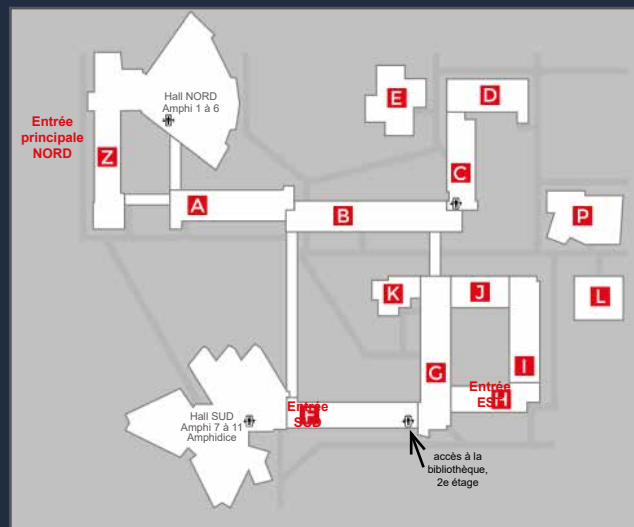 Hall NORD
Amphi 1 à 6
Entrée
principale
NORD
Z
A
B
C
D
E
P
L
K
J
G
I
Entrée
EST
H
Hall SUD
Amphi 7 à 11
Amphidice
Entrée
SUD
accès à la
bibliothèque,
2e étage